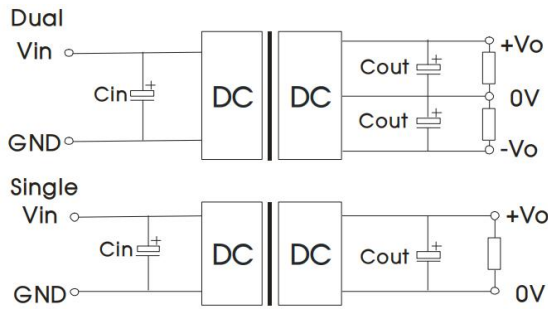 Dual
Vin
Cin
+
GND
DC
DC
Cout
+
Cout
+
+Vo
0V
-Vo
Single
Vin
Cin
+
GND
DC
DC
Cout
+
+Vo
0V